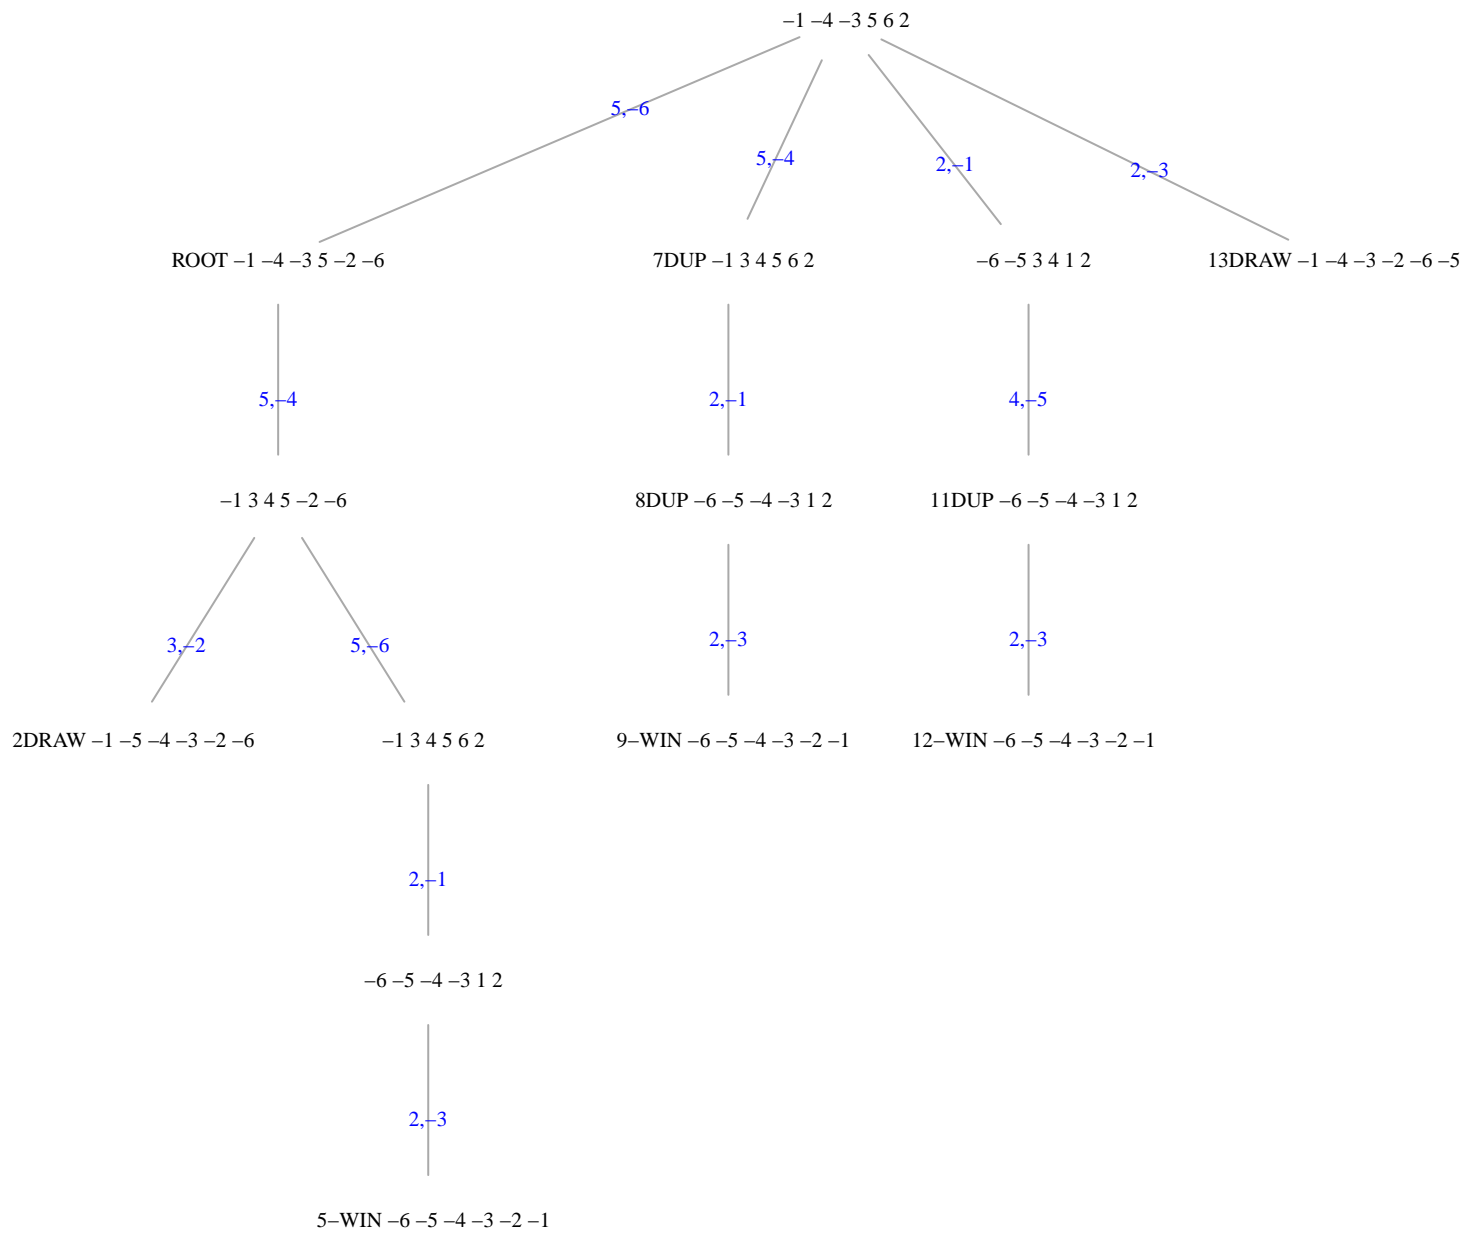 –1 –4 –3 5 6 2
5,–6
5,–4
2,–1
2,–3
ROOT –1 –4 –3 5 –2 –6
7DUP –1 3 4 5 6 2
–6 –5 3 4 1 2
13DRAW –1 –4 –3 –2 –6 –5
5,–4
2,–1
4,–5
–1 3 4 5 –2 –6
8DUP –6 –5 –4 –3 1 2
11DUP –6 –5 –4 –3 1 2
3,–2
5,–6
2,–3
2,–3
2DRAW –1 –5 –4 –3 –2 –6
–1 3 4 5 6 2
9–WIN –6 –5 –4 –3 –2 –1
12–WIN –6 –5 –4 –3 –2 –1
2,–1
–6 –5 –4 –3 1 2
2,–3
5–WIN –6 –5 –4 –3 –2 –1